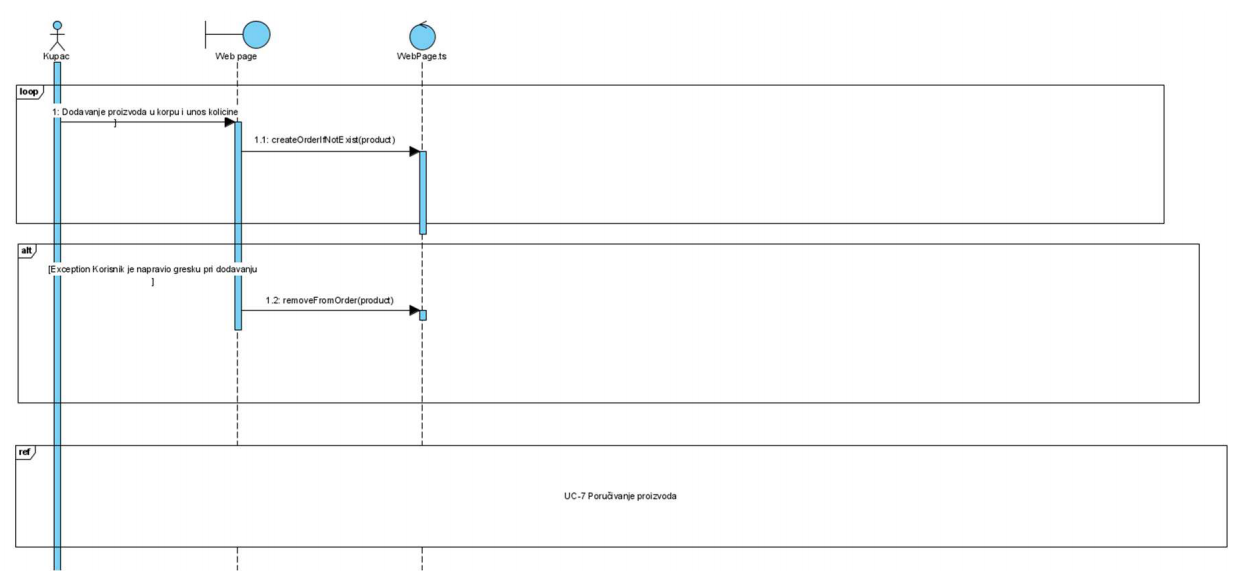 Kupac
Web page
WebPage.ts
loop
1: Dodavanje proizvoda u korpu i unos kolicine
]
1.1: createOrderIfNotExist(product)
alt
[Exception Korisnik je napravio gresku pri dodavanju
]
1.2: removeFromOrder(product)
ref
UC-7 Poručivanje proizvoda